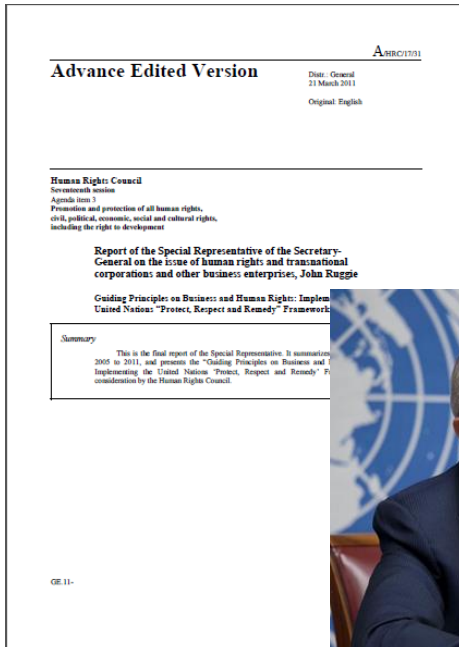 A/HRC/17/31
Advance Edited Version
Distr.: General
21 March 2011
Original: English
Human Rights Council
Seventeenth session
Agenda item 3
Promotion and protection of all human rights,
civil, political, economic, social and cultural rights,
including the right to development
Report of the Special Representative of the Secretary-
General on the issue of human rights and transnational
corporations and other business enterprises, John Ruggie
Guiding Principles on Business and Human Rights:
United Nations “Protect, Respect and Remedy” Framework
Summary
This is the final report of the Special Representative. It summarizes
2005 to 2011, and presents the “Guiding Principles on Business and
Implementing the United Nations ‘Protect, Respect and Remedy’
consideration by the Human Rights Council.
GE.11-